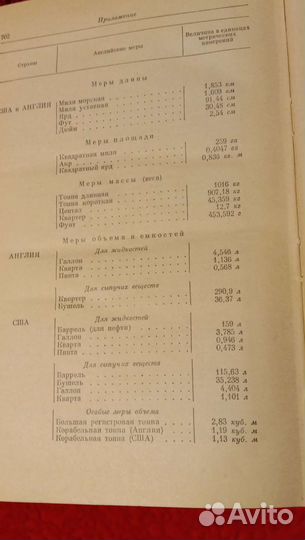 702
Приложение
Страны
Английские меры
Величина в единицах
метрических
измерений
Меры длины
США и АНГЛИЯ
Миля морская 1,853 см
Миля уставная 1,609 см
Ярд 91,44 см
Фут 30,48 см
Дюйм 2,54 см
Меры площади
Квадратная миля 259 га
Акр 0,4047 га
Квадратный ярд 0,836 кв. м
Меры массы (веса)
Тонна длинная 1016 кг
Тонна короткая 907,18 кг
Центал 45,359 кг
Квартер 12,7 кг
Фунт 453,592 г
Меры объема и емкостей
АНГЛИЯ
Для жидкостей
Галлон 4,546 л
Кварта 1,136 л
Пинта 0,568 л
Для сыпучих веществ
Квартер 290,9 л
Бушель 36,37 л
США
Для жидкостей
Баррель (для нефти) 159 л
Галлон 3,785 л
Кварта 0,946 л
Пинта 0,473 л
Для сыпучих веществ
Баррель 115,63 л
Бушель 35,238 л
Галлон 4,404 л
Кварта 1,101 л
Особые меры объема
Большая регистровая тонна 2,83 куб. м
Корабельная тонна (Англия) 1,19 куб. м
Корабельная тонна (США) 1,13 куб. м
Avito